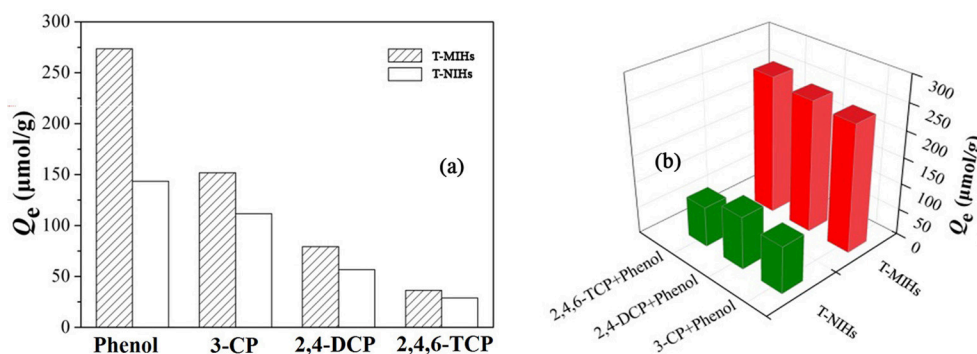 300
250
200
150
100
50
0
Qe (μmol/g)
T-MIHs
T-NIHs
(a)
Phenol 3-CP 2,4-DCP 2,4,6-TCP
(b)
300
250
200
150
100
50
0
Qe (μmol/g)
2,4,6-TCP+Phenol
2,4-DCP+Phenol
3-CP+Phenol
T-MIHs
T-NIHs